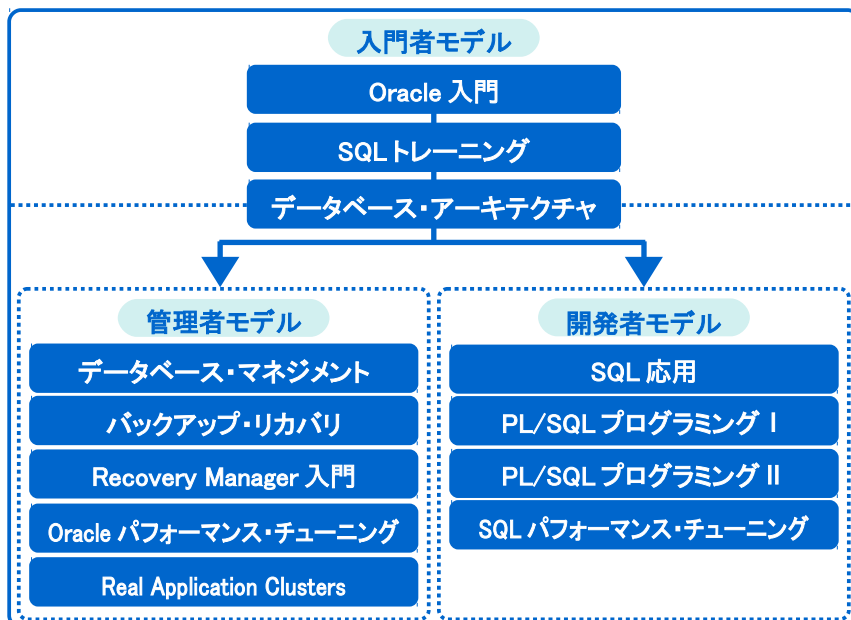 入門者モデル
Oracle 入門
SQLトレーニング
データベース・アーキテクチャ
管理者モデル
データベース・マネジメント
バックアップ・リカバリ
Recovery Manager 入門
Oracle パフォーマンス・チューニング
Real Application Clusters
開発者モデル
SQL 応用
PL/SQL プログラミング Ⅰ
PL/SQL プログラミング Ⅱ
SQL パフォーマンス・チューニング